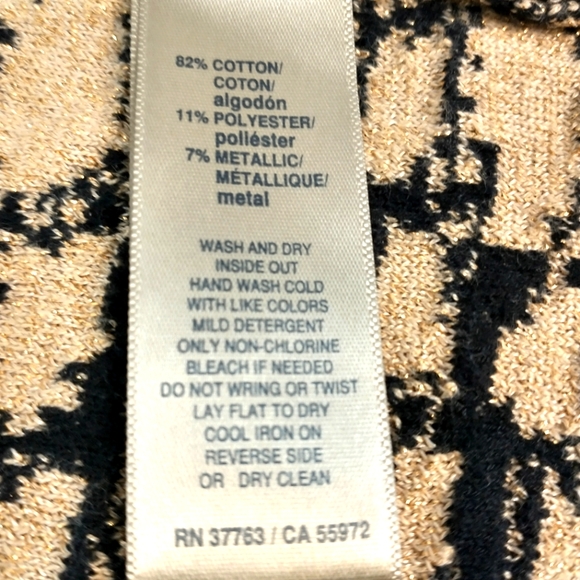 82% COTTON/
COTON/
algodón
11% POLYESTER/
poliéster
7% METALLIC/
MÉTALLIQUE/
metal
WASH AND DRY
INSIDE OUT
HAND WASH COLD
WITH LIKE COLORS
MILD DETERGENT
ONLY NON-CHLORINE
BLEACH IF NEEDED
DO NOT WRING OR TWIST
LAY FLAT TO DRY
COOL IRON ON
REVERSE SIDE
OR DRY CLEAN
RN 37763 / CA 55972